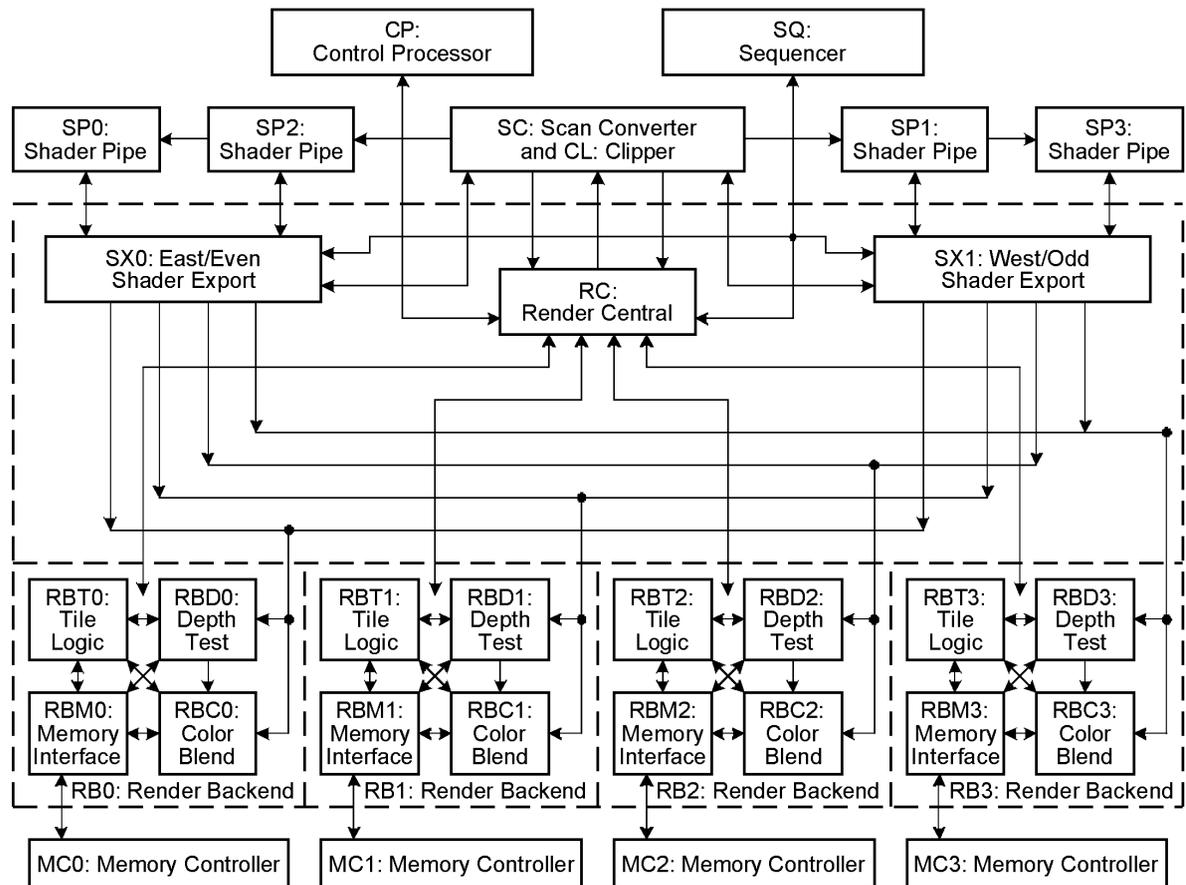 CP:
Control Processor
SQ:
Sequencer
SP0:
Shader Pipe
SP2:
Shader Pipe
SC: Scan Converter
and CL: Clipper
SP1:
Shader Pipe
SP3:
Shader Pipe
SX0: East/Even
Shader Export
RC:
Render Central
SX1: West/Odd
Shader Export
RBT0:
Tile
Logic
RBD0:
Depth
Test
RBM0:
Memory
Interface
RBC0:
Color
Blend
RB0: Render Backend
RBT1:
Tile
Logic
RBD1:
Depth
Test
RBM1:
Memory
Interface
RBC1:
Color
Blend
RB1: Render Backend
RBT2:
Tile
Logic
RBD2:
Depth
Test
RBM2:
Memory
Interface
RBC2:
Color
Blend
RB2: Render Backend
RBT3:
Tile
Logic
RBD3:
Depth
Test
RBM3:
Memory
Interface
RBC3:
Color
Blend
RB3: Render Backend
MC0: Memory Controller
MC1: Memory Controller
MC2: Memory Controller
MC3: Memory Controller